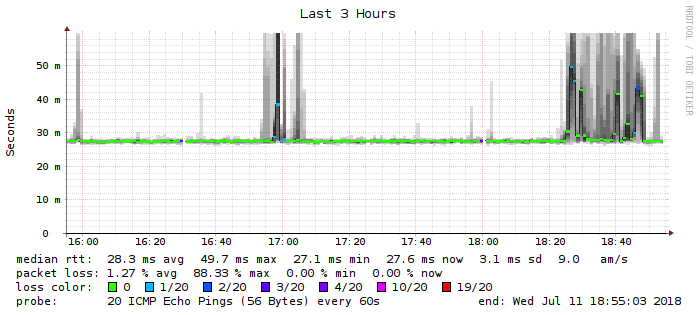 Last 3 Hours
RRDTOOL / TOBI OETIKER
Seconds
50 m
40 m
30 m
20 m
10 m
0
16:00 16:20 16:40 17:00 17:20 17:40 18:00 18:20 18:40
median rtt: 28.3 ms avg 49.7 ms max 27.1 ms min 27.6 ms now 3.1 ms sd 9.0 am/s
packet loss: 1.27 % avg 88.33 % max 0.00 % min 0.00 % now
loss color: 0 1/20 2/20 3/20 4/20 10/20 19/20
probe: 20 ICMP Echo Pings (56 Bytes) every 60s end: Wed Jul 11 18:55:03 2018